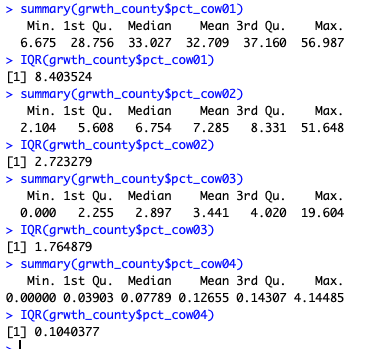 > summary(grwth_county$pct_cow01)
Min. 1st Qu. Median Mean 3rd Qu. Max.
6.675 28.756 33.027 32.709 37.160 56.987
> IQR(grwth_county$pct_cow01)
[1] 8.403524
> summary(grwth_county$pct_cow02)
Min. 1st Qu. Median Mean 3rd Qu. Max.
2.104 5.608 6.754 7.285 8.331 51.648
> IQR(grwth_county$pct_cow02)
[1] 2.723279
> summary(grwth_county$pct_cow03)
Min. 1st Qu. Median Mean 3rd Qu. Max.
0.000 2.255 2.897 3.441 4.020 19.604
> IQR(grwth_county$pct_cow03)
[1] 1.764879
> summary(grwth_county$pct_cow04)
Min. 1st Qu. Median Mean 3rd Qu. Max.
0.00000 0.03903 0.07789 0.12655 0.14307 4.14485
> IQR(grwth_county$pct_cow04)
[1] 0.1040377
>